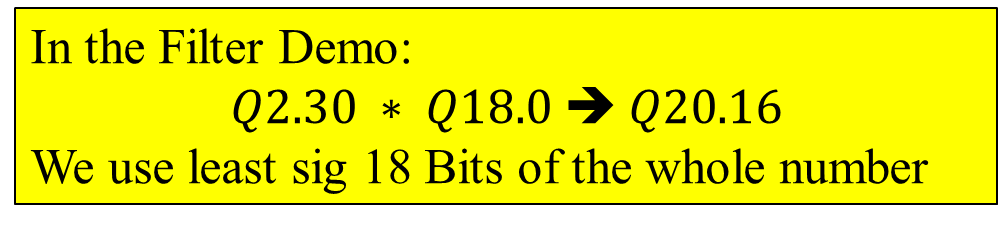 In the Filter Demo:
𝑄2.30 ∗ 𝑄18.0 🡺 𝑄20.16
We use least sig 18 Bits of the whole number